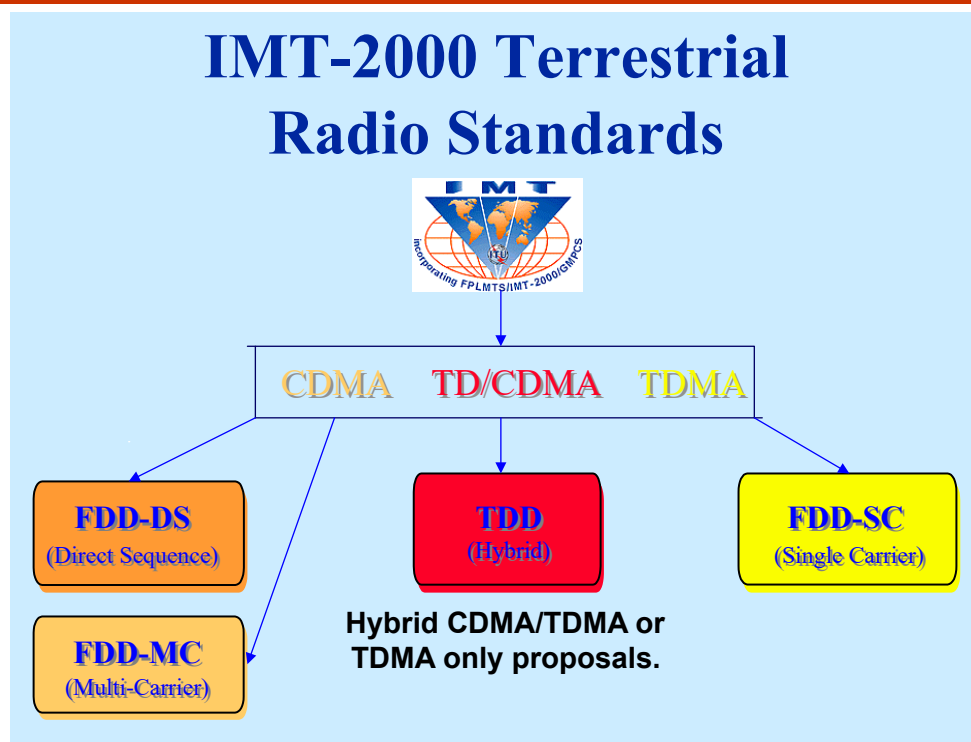 IMT-2000 Terrestrial
Radio Standards
IMT
ITU
incorporating FPLMTS/IMT-2000/GMPCS
CDMA TD/CDMA TDMA
FDD-DS
(Direct Sequence)
TDD
(Hybrid)
FDD-SC
(Single Carrier)
Hybrid CDMA/TDMA or
TDMA only proposals.
FDD-MC
(Multi-Carrier)